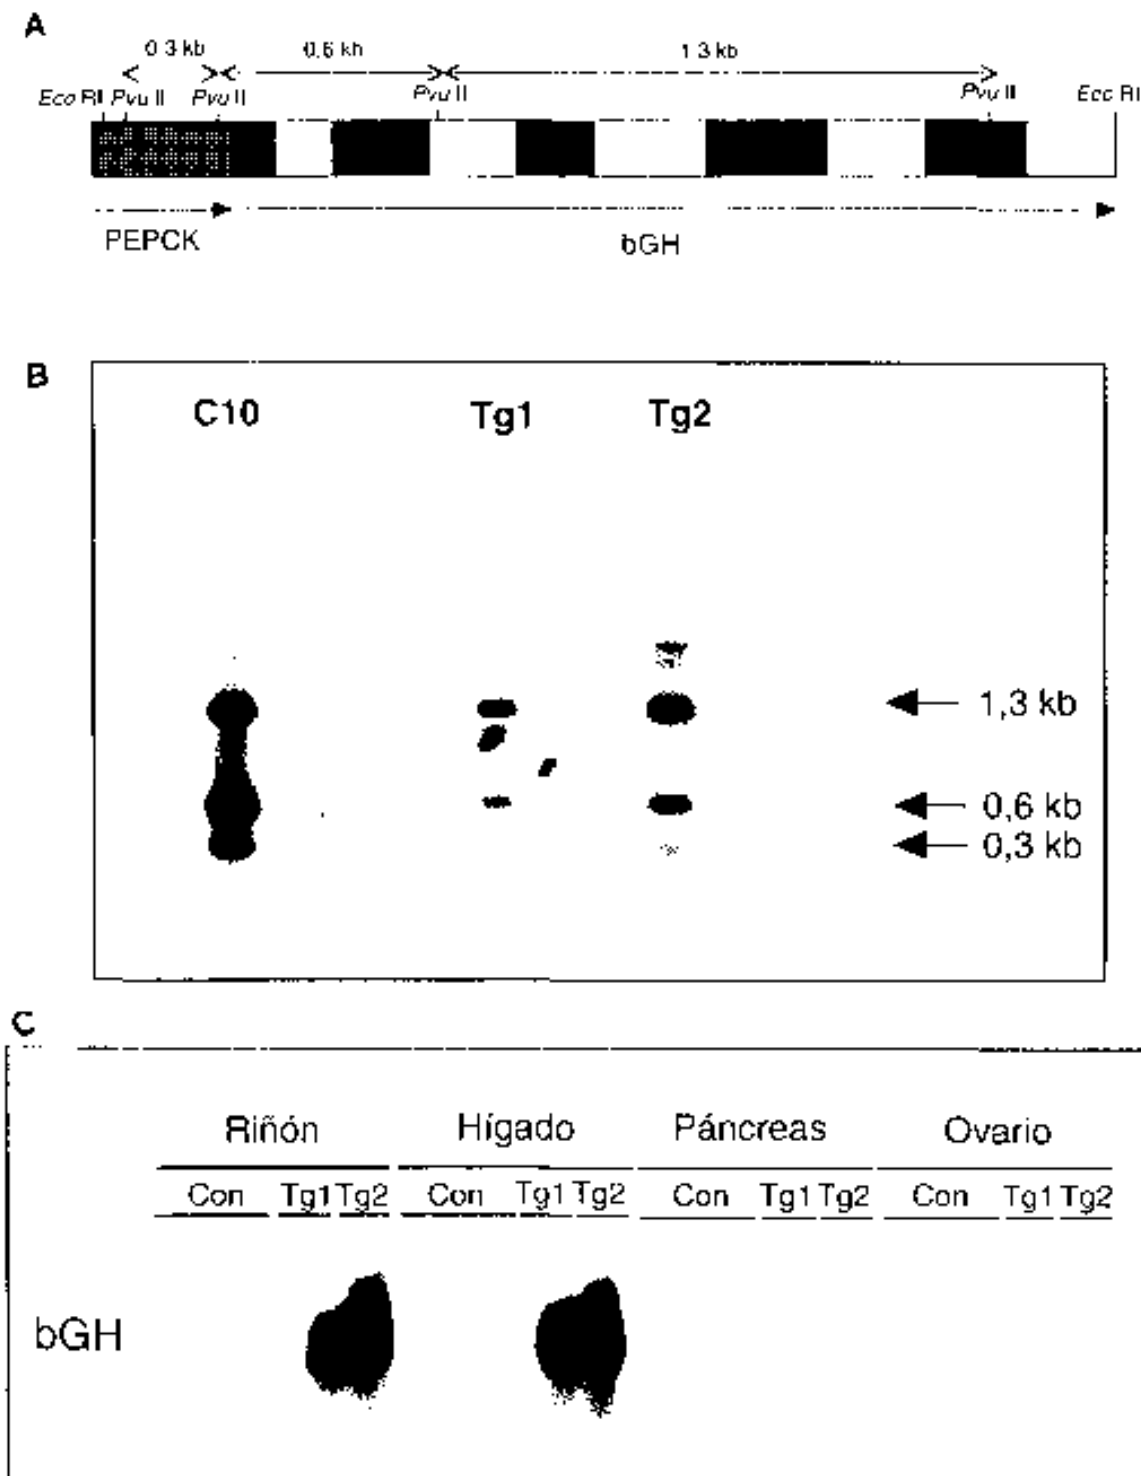 A
0,3 kb 0,6 kb 1,3 kb
Eco RI Pvu II Pvu II Pvu II Pvu II Eco RI
PEPCK bGH
B
C10 Tg1 Tg2
1,3 kb
0,6 kb
0,3 kb
C
Riñón Hígado Páncreas Ovario
Con Tg1 Tg2 Con Tg1 Tg2 Con Tg1 Tg2 Con Tg1 Tg2
bGH